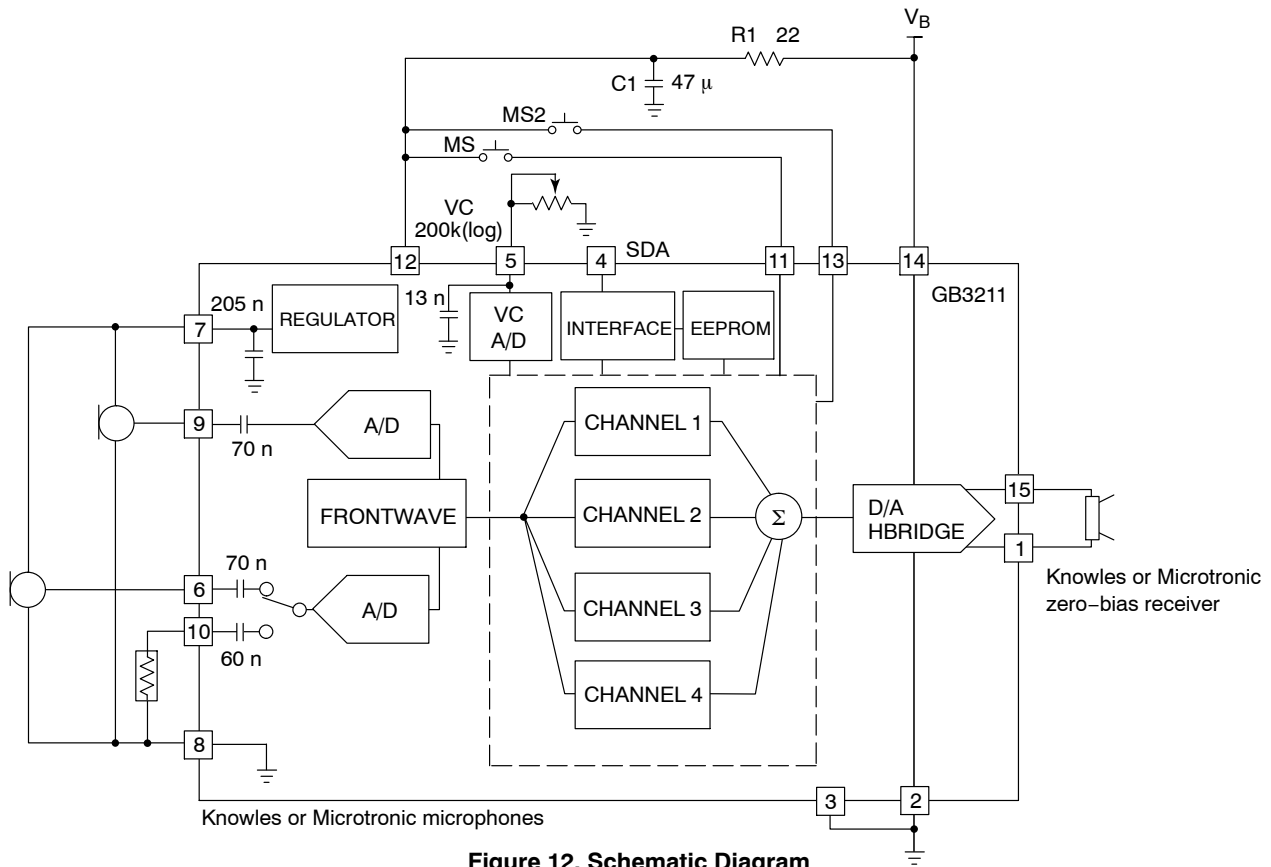 V_B
R1 22
C1 47 μ
MS2
MS
VC
200k(log)
12
5
4
SDA
11
13
14
GB3211
205 n
REGULATOR
13 n
VC
A/D
INTERFACE
EEPROM
7
9
70 n
A/D
CHANNEL 1
FRONTWAVE
CHANNEL 2
Σ
D/A
HBRIDGE
15
1
Knowles or Microtronic
zero−bias receiver
6
70 n
A/D
10
60 n
CHANNEL 3
CHANNEL 4
8
3
2
Knowles or Microtronic microphones
Figure 12. Schematic Diagram